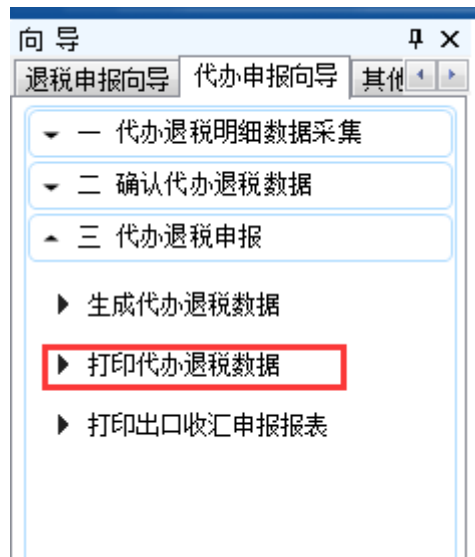 向 导
退税申报向导 代办申报向导 其他
一 代办退税明细数据采集
二 确认代办退税数据
三 代办退税申报
生成代办退税数据
打印代办退税数据
打印出口收汇申报报表